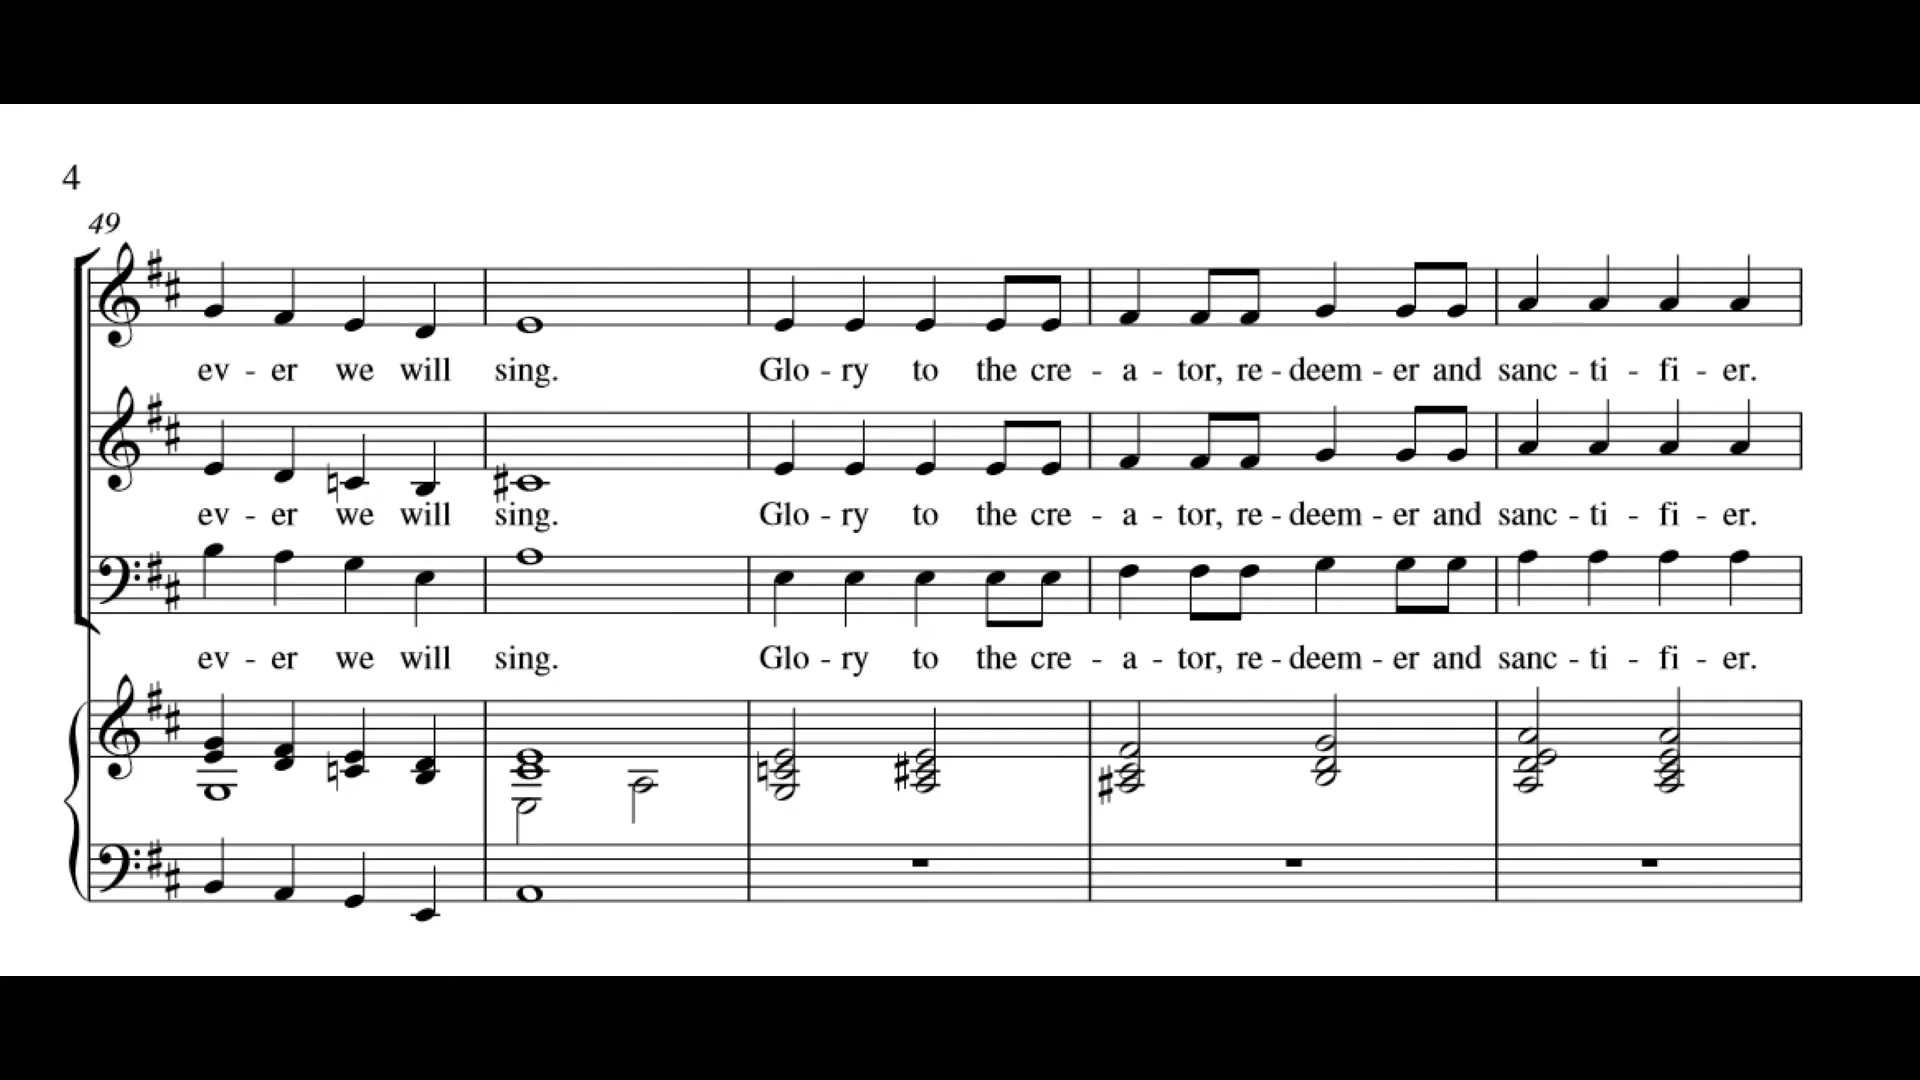 4
49
ev - er we will sing. Glo - ry to the cre - a - tor, re - deem - er and sanc - ti - fi - er.
ev - er we will sing. Glo - ry to the cre - a - tor, re - deem - er and sanc - ti - fi - er.
ev - er we will sing. Glo - ry to the cre - a - tor, re - deem - er and sanc - ti - fi - er.